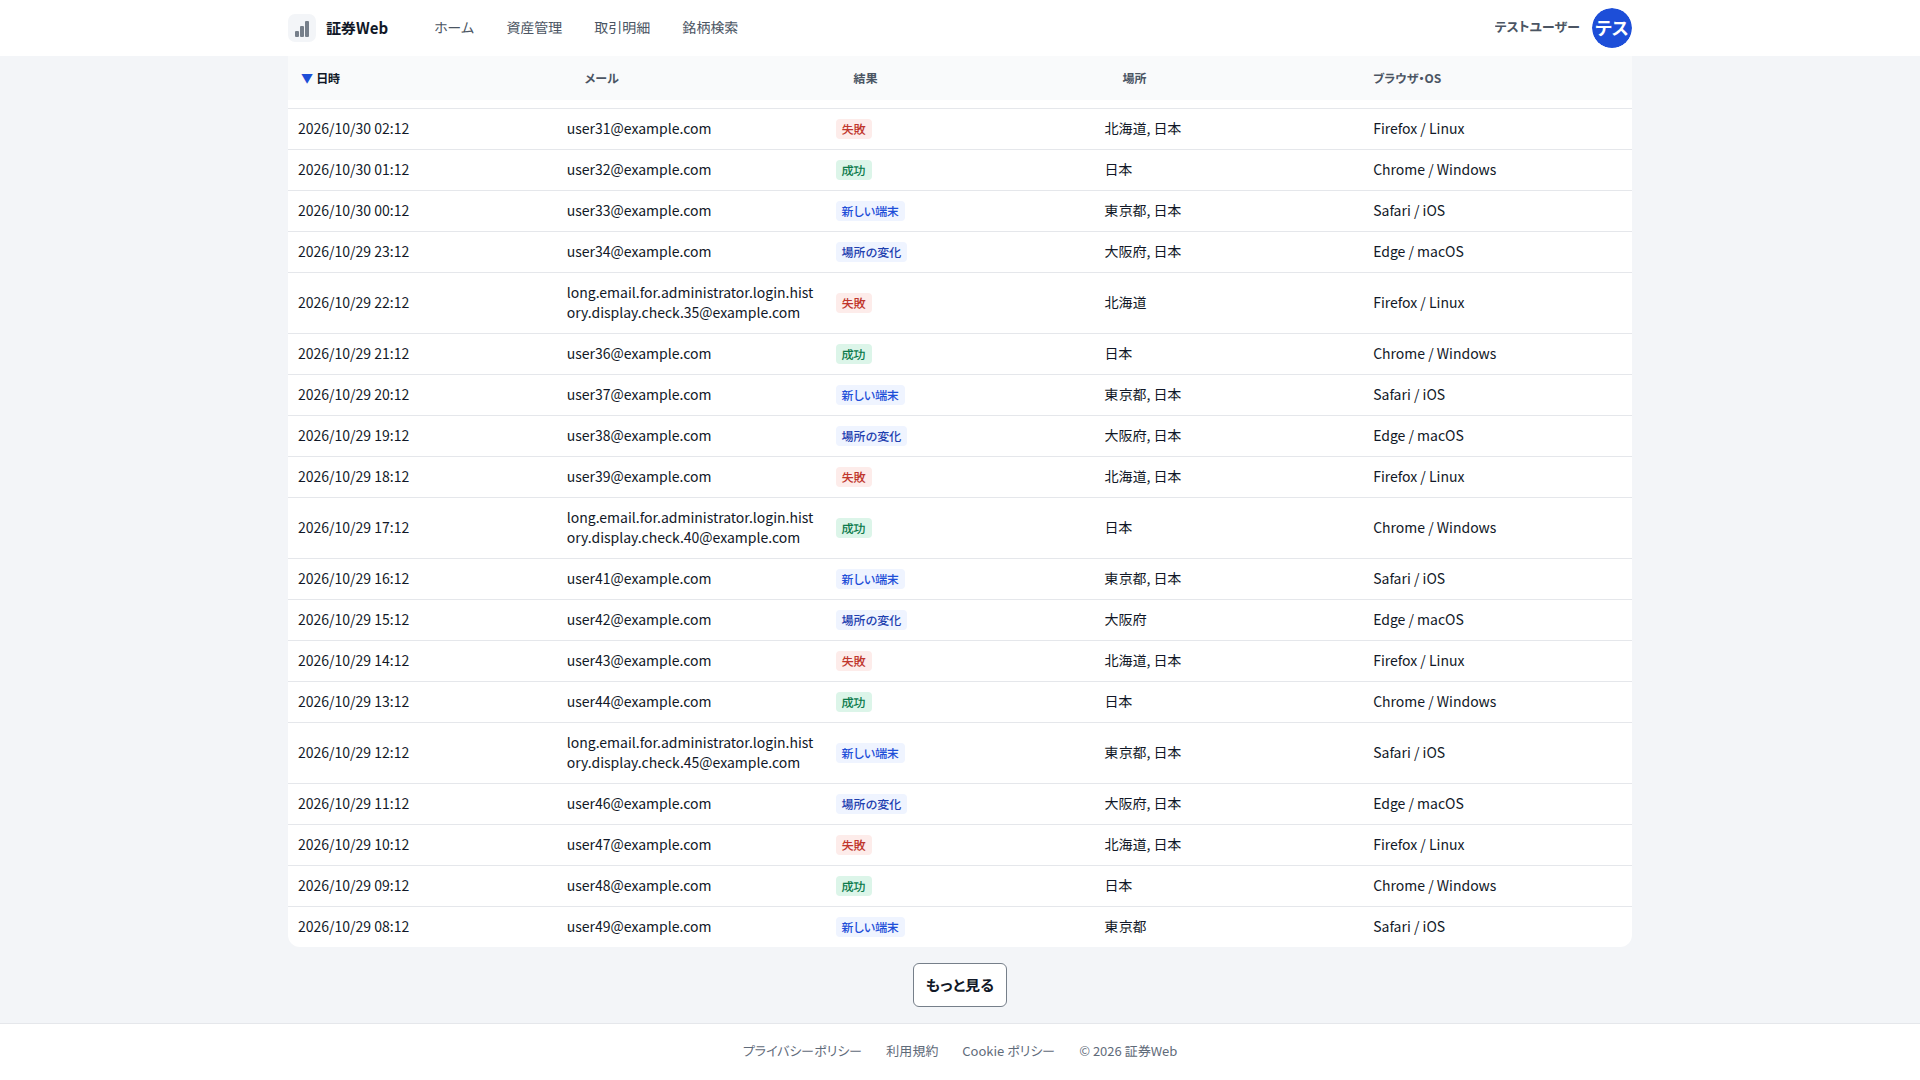 証券Web ホーム 資産管理 取引明細 銘柄検索 テストユーザー テス
▼日時 メール 結果 場所 ブラウザ・OS
2026/10/30 02:12 user31@example.com 失敗 北海道, 日本 Firefox / Linux
2026/10/30 01:12 user32@example.com 成功 日本 Chrome / Windows
2026/10/30 00:12 user33@example.com 新しい端末 東京都, 日本 Safari / iOS
2026/10/29 23:12 user34@example.com 場所の変化 大阪府, 日本 Edge / macOS
2026/10/29 22:12 long.email.for.administrator.login.hist
ory.display.check.35@example.com 失敗 北海道 Firefox / Linux
2026/10/29 21:12 user36@example.com 成功 日本 Chrome / Windows
2026/10/29 20:12 user37@example.com 新しい端末 東京都, 日本 Safari / iOS
2026/10/29 19:12 user38@example.com 場所の変化 大阪府, 日本 Edge / macOS
2026/10/29 18:12 user39@example.com 失敗 北海道, 日本 Firefox / Linux
2026/10/29 17:12 long.email.for.administrator.login.hist
ory.display.check.40@example.com 成功 日本 Chrome / Windows
2026/10/29 16:12 user41@example.com 新しい端末 東京都, 日本 Safari / iOS
2026/10/29 15:12 user42@example.com 場所の変化 大阪府 Edge / macOS
2026/10/29 14:12 user43@example.com 失敗 北海道, 日本 Firefox / Linux
2026/10/29 13:12 user44@example.com 成功 日本 Chrome / Windows
2026/10/29 12:12 long.email.for.administrator.login.hist
ory.display.check.45@example.com 新しい端末 東京都, 日本 Safari / iOS
2026/10/29 11:12 user46@example.com 場所の変化 大阪府, 日本 Edge / macOS
2026/10/29 10:12 user47@example.com 失敗 北海道, 日本 Firefox / Linux
2026/10/29 09:12 user48@example.com 成功 日本 Chrome / Windows
2026/10/29 08:12 user49@example.com 新しい端末 東京都 Safari / iOS
もっと見る
プライバシーポリシー 利用規約 Cookie ポリシー © 2026 証券Web